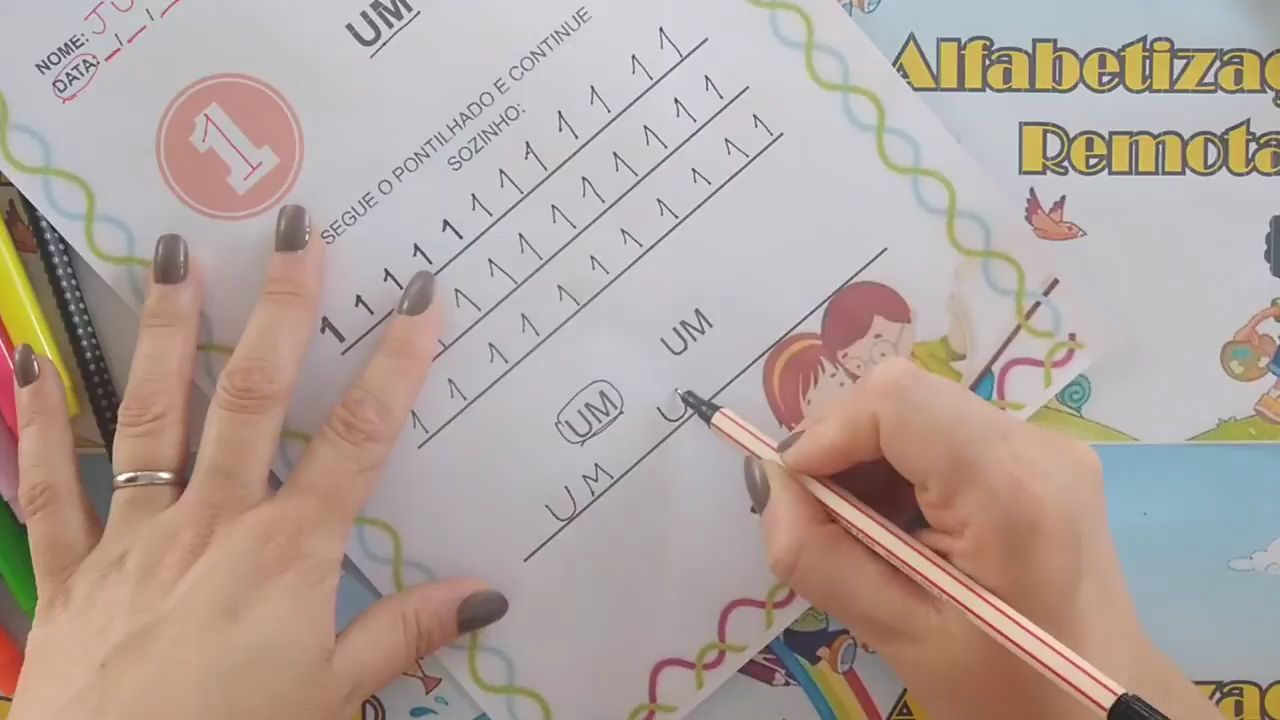 NOME: JU
DATA: / /
UM
1
SEGUE O PONTILHADO E CONTINUE
SOZINHO:
1 1 1 1 1 1 1 1 1 1 1 1
1 1 1 1 1 1 1 1 1
1 1 1 1 1 1 1 1 1 1 1
UM UM
UM U
Alfabetizaç
Remota